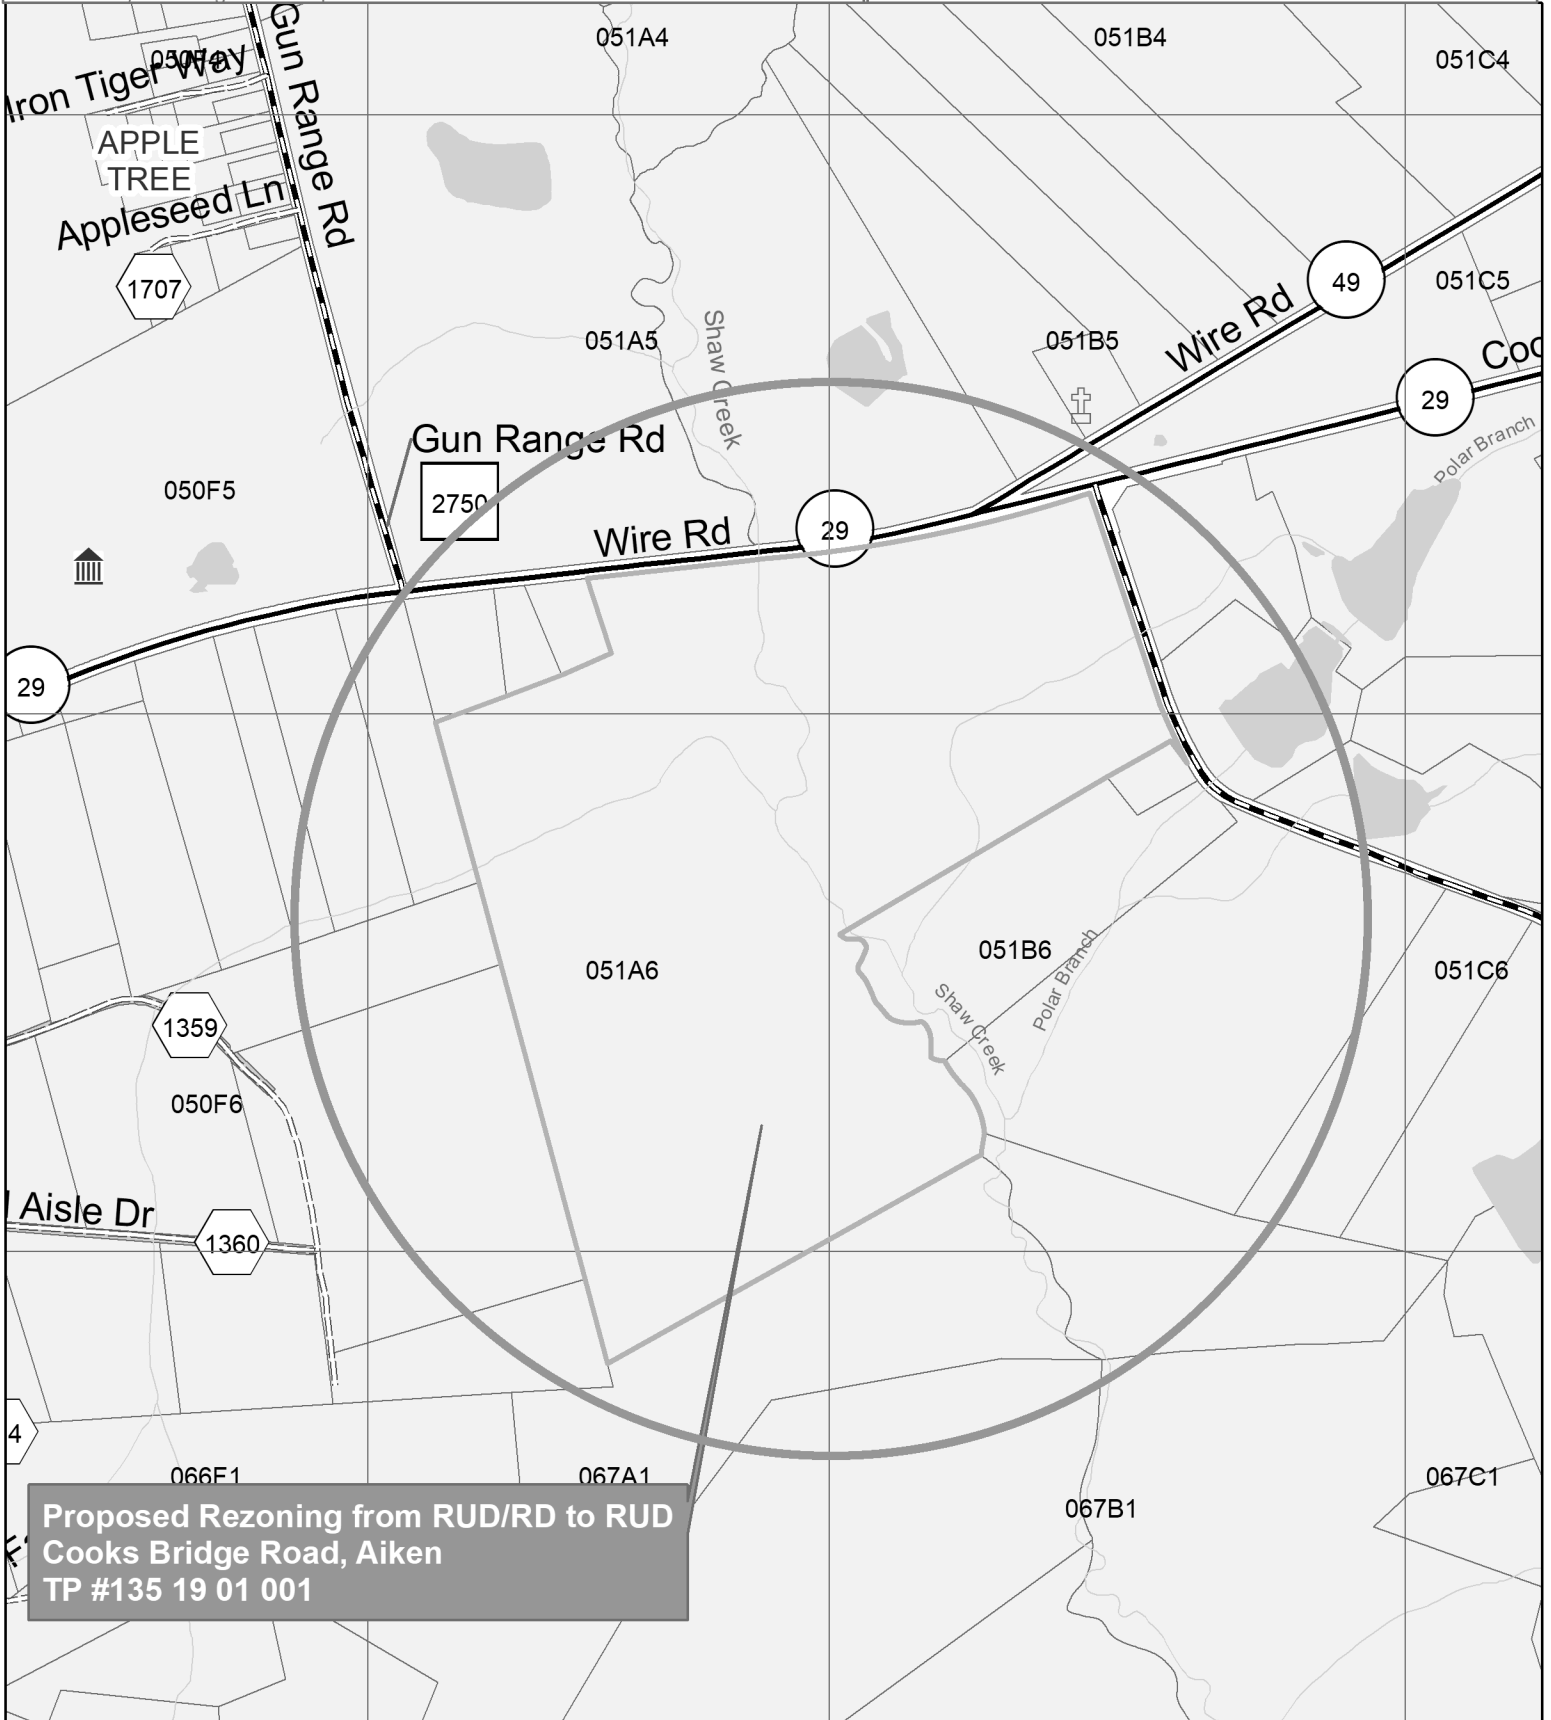 051A4
051B4
051C4
050F4
Iron Tiger Way
Gun Range Rd
APPLE
TREE
Appleseed Ln
1707
49
051C5
051A5
Shaw Creek
051B5
Wire Rd
Coo
29
Gun Range Rd
Polar Branch
050F5
2750
Wire Rd
29
29
051B6
Polar Branch
051A6
051C6
Shaw Creek
1359
050F6
l Aisle Dr
1360
4
066F1
067A1
067C1
067B1
Proposed Rezoning from RUD/RD to RUD
Cooks Bridge Road, Aiken
TP #135 19 01 001